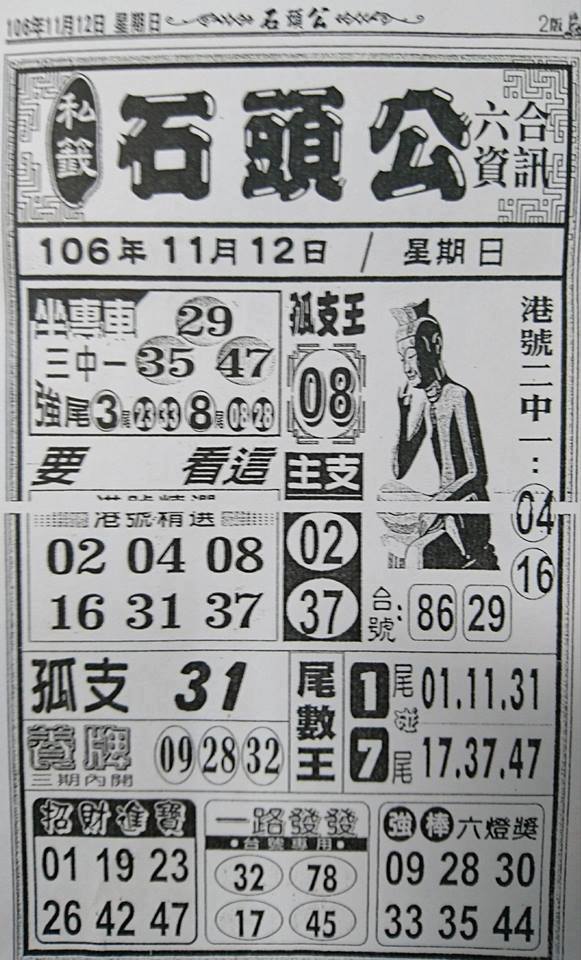 106年11月12日 星期日
石頭公
2版
私籤
石頭公
六合
資訊
106年11月12日 / 星期日
坐專車 29
三中一 35 47
強尾 3尾 23 33 8尾 08 28
孤支王
08
港號二中一:
04
16
要 看這
港號精選
港號精選
02 04 08
16 31 37
主支
02
37
台號: 86 29
孤支 31
養牌 09 28 32
三期內開
尾數王
1尾 01.11.31
碰
7尾 17.37.47
招財進寶
01 19 23
26 42 47
一路發發
●台號專用●
32 78
17 45
強棒六燈獎
09 28 30
33 35 44